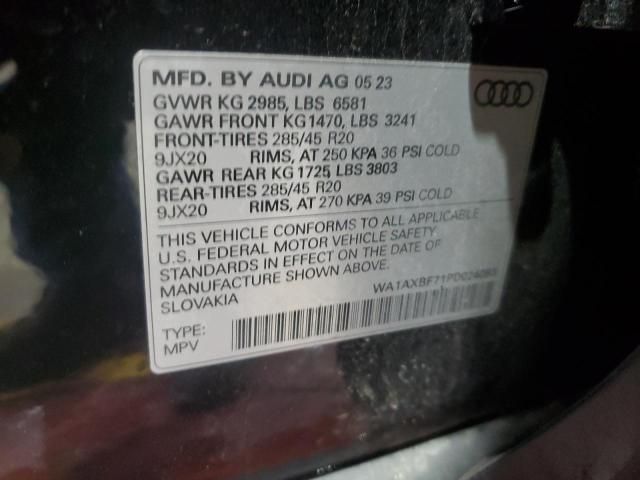 MFD. BY AUDI AG 05 23
GVWR KG 2985, LBS 6581
GAWR FRONT KG1470, LBS 3241
FRONT-TIRES 285/45 R20
9JX20 RIMS, AT 250 KPA 36 PSI COLD
GAWR REAR KG 1725, LBS 3803
REAR-TIRES 285/45 R20
9JX20 RIMS, AT 270 KPA 39 PSI COLD
THIS VEHICLE CONFORMS TO ALL APPLICABLE
U.S. FEDERAL MOTOR VEHICLE SAFETY
STANDARDS IN EFFECT ON THE DATE OF
MANUFACTURE SHOWN ABOVE.
SLOVAKIA
TYPE:
MPV